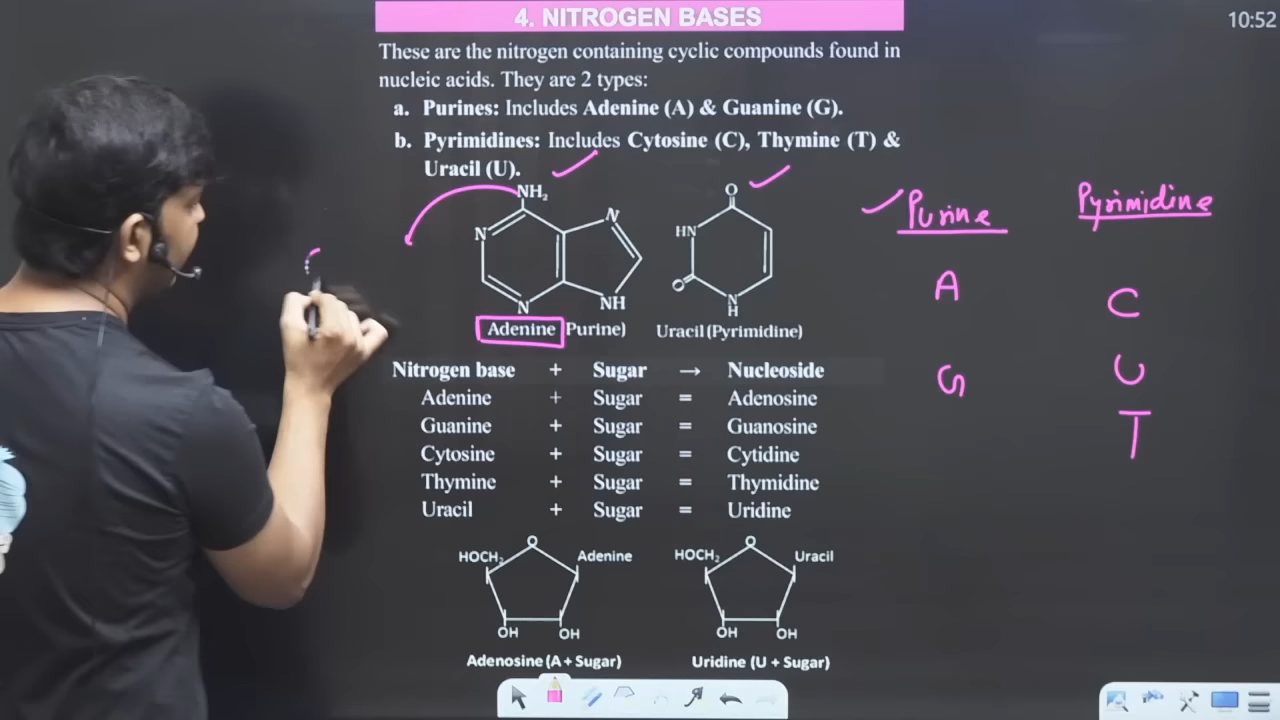 4. NITROGEN BASES
10:52
These are the nitrogen containing cyclic compounds found in
nucleic acids. They are 2 types:
a. Purines: Includes Adenine (A) & Guanine (G).
b. Pyrimidines: Includes Cytosine (C), Thymine (T) &
Uracil (U).
NH₂
N
N
N
NH
Adenine (Purine)
O
HN
O
N
H
Uracil (Pyrimidine)
Purine
A
G
Pyrimidine
C
U
T
Nitrogen base + Sugar → Nucleoside
Adenine + Sugar = Adenosine
Guanine + Sugar = Guanosine
Cytosine + Sugar = Cytidine
Thymine + Sugar = Thymidine
Uracil + Sugar = Uridine
HOCH₂ O Adenine
OH OH
Adenosine (A + Sugar)
HOCH₂ O Uracil
OH OH
Uridine (U + Sugar)